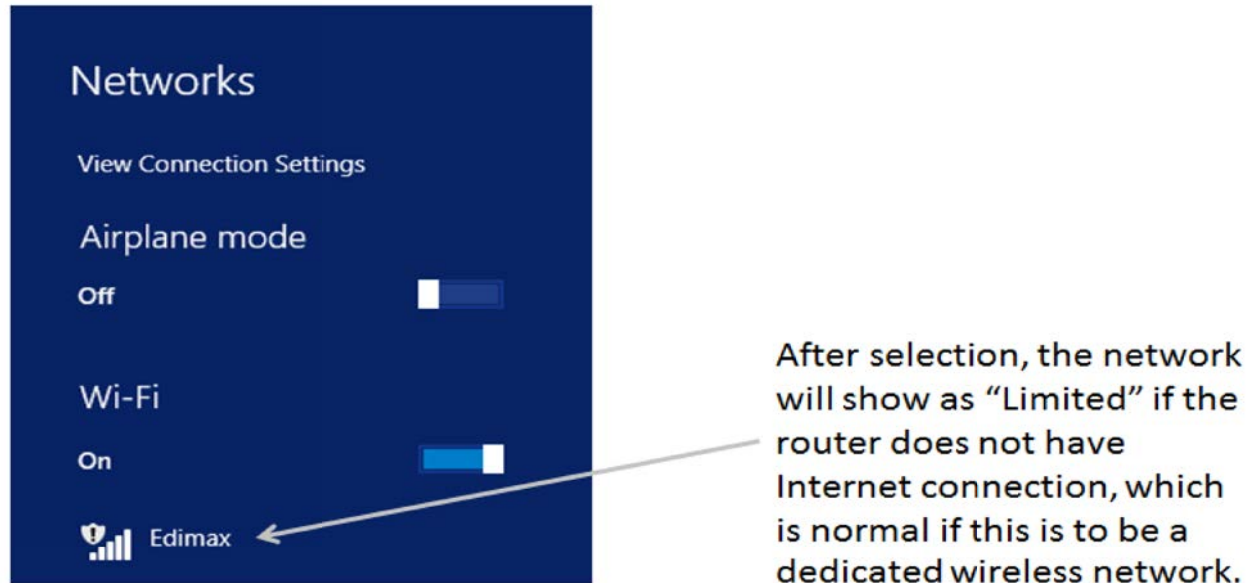 Networks
View Connection Settings
Airplane mode
Off
Wi-Fi
On
Edimax
After selection, the network
will show as “Limited” if the
router does not have
Internet connection, which
is normal if this is to be a
dedicated wireless network.